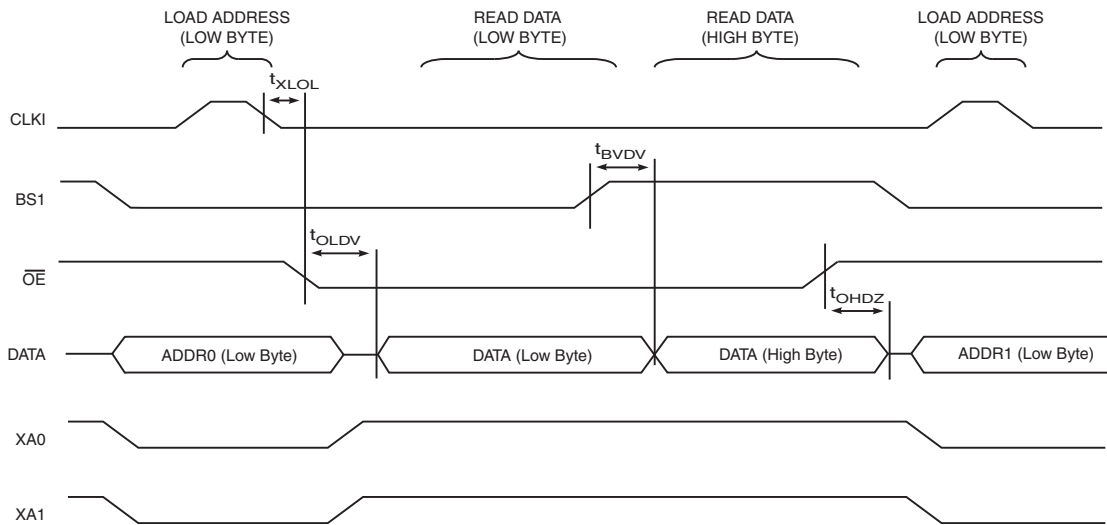 LOAD ADDRESS
(LOW BYTE)
READ DATA
(LOW BYTE)
READ DATA
(HIGH BYTE)
LOAD ADDRESS
(LOW BYTE)
tXLOL
CLKI
tBVDV
BS1
tOLDV
OE
tOHDZ
DATA
ADDR0 (Low Byte)
DATA (Low Byte)
DATA (High Byte)
ADDR1 (Low Byte)
XA0
XA1